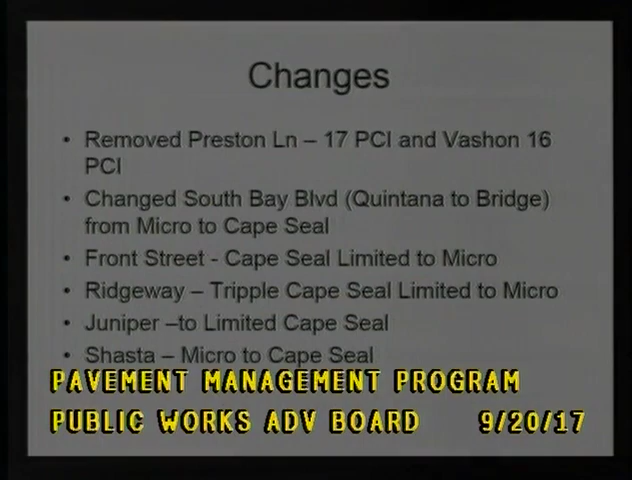 Changes
• Removed Preston Ln – 17 PCI and Vashon 16
PCI
• Changed South Bay Blvd (Quintana to Bridge)
from Micro to Cape Seal
• Front Street - Cape Seal Limited to Micro
• Ridgeway – Tripple Cape Seal Limited to Micro
• Juniper –to Limited Cape Seal
• Shasta – Micro to Cape Seal
PAVEMENT MANAGEMENT PROGRAM
PUBLIC WORKS ADV BOARD 9/20/17